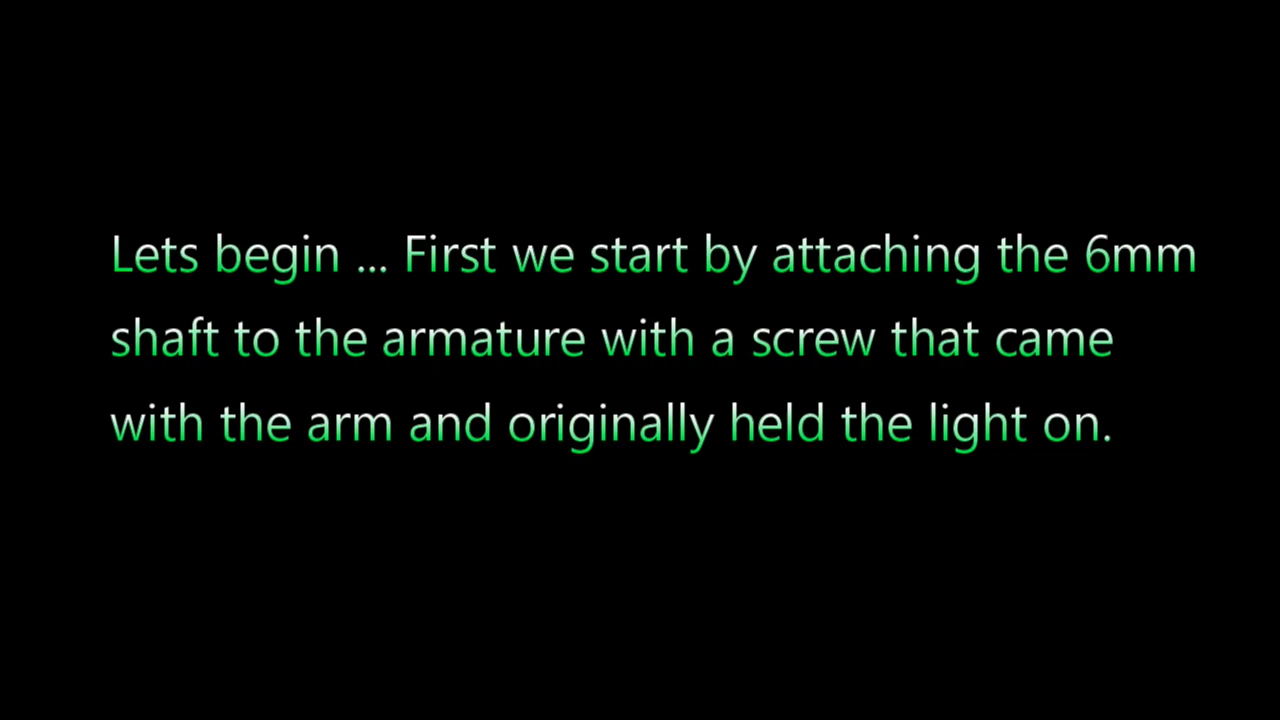 Lets begin ... First we start by attaching the 6mm
shaft to the armature with a screw that came
with the arm and originally held the light on.